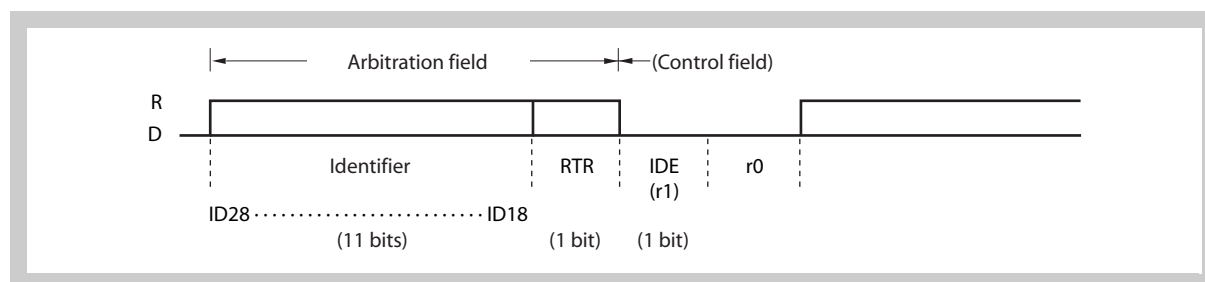 Arbitration field (Control field)
R
D
Identifier RTR IDE r0
(r1)
ID28 ID18
(11 bits) (1 bit) (1 bit)